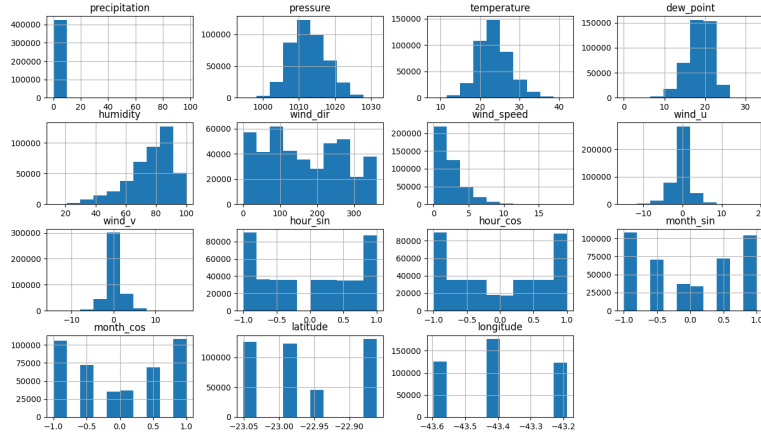 precipitation pressure temperature dew_point
400000 300000 200000 100000 0
0 20 40 60 80 100
100000 50000 0
1000 1010 1020 1030
150000 100000 50000 0
10 20 30 40
150000 100000 50000 0
0 10 20 30
humidity wind_dir wind_speed wind_u
100000 50000 0
20 40 60 80 100
60000 40000 20000 0
0 100 200 300
200000 150000 100000 50000 0
0 5 10 15
200000 100000 0
−10 0 10 20
wind_v hour_sin hour_cos month_sin
300000 200000 100000 0
−10 0 10
80000 60000 40000 20000 0
−1.0 −0.5 0.0 0.5 1.0
80000 60000 40000 20000 0
−1.0 −0.5 0.0 0.5 1.0
100000 75000 50000 25000 0
−1.0 −0.5 0.0 0.5 1.0
month_cos latitude longitude
100000 75000 50000 25000 0
−1.0 −0.5 0.0 0.5 1.0
100000 50000 0
−23.05 −23.00 −22.95 −22.90
150000 100000 50000 0
−43.6 −43.5 −43.4 −43.3 −43.2